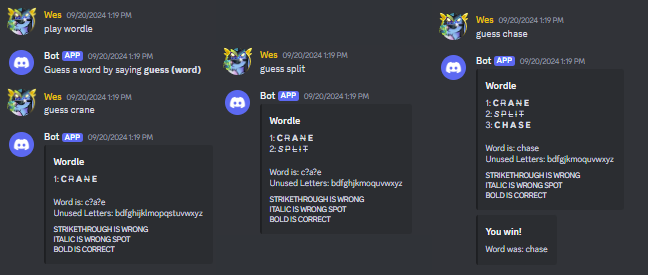 Wes 09/20/2024 1:19 PM
play wordle
Bot APP 09/20/2024 1:19 PM
Guess a word by saying guess (word)
Wes 09/20/2024 1:19 PM
guess crane
Bot APP 09/20/2024 1:19 PM
Wordle
1: C R A N E
Word is: c?a?e
Unused Letters: bdfghijklmopqstuvwxyz
STRIKETHROUGH IS WRONG
ITALIC IS WRONG SPOT
BOLD IS CORRECT
Wes 09/20/2024 1:19 PM
guess split
Bot APP 09/20/2024 1:19 PM
Wordle
1: C R A N E
2: S P L I T
Word is: c?a?e
Unused Letters: bdfghjkmoquvwxyz
STRIKETHROUGH IS WRONG
ITALIC IS WRONG SPOT
BOLD IS CORRECT
Wes 09/20/2024 1:19 PM
guess chase
Bot APP 09/20/2024 1:19 PM
Wordle
1: C R A N E
2: S P L I T
3: C H A S E
Word is: chase
Unused Letters: bdfgjkmoquvwxyz
STRIKETHROUGH IS WRONG
ITALIC IS WRONG SPOT
BOLD IS CORRECT
You win!
Word was: chase